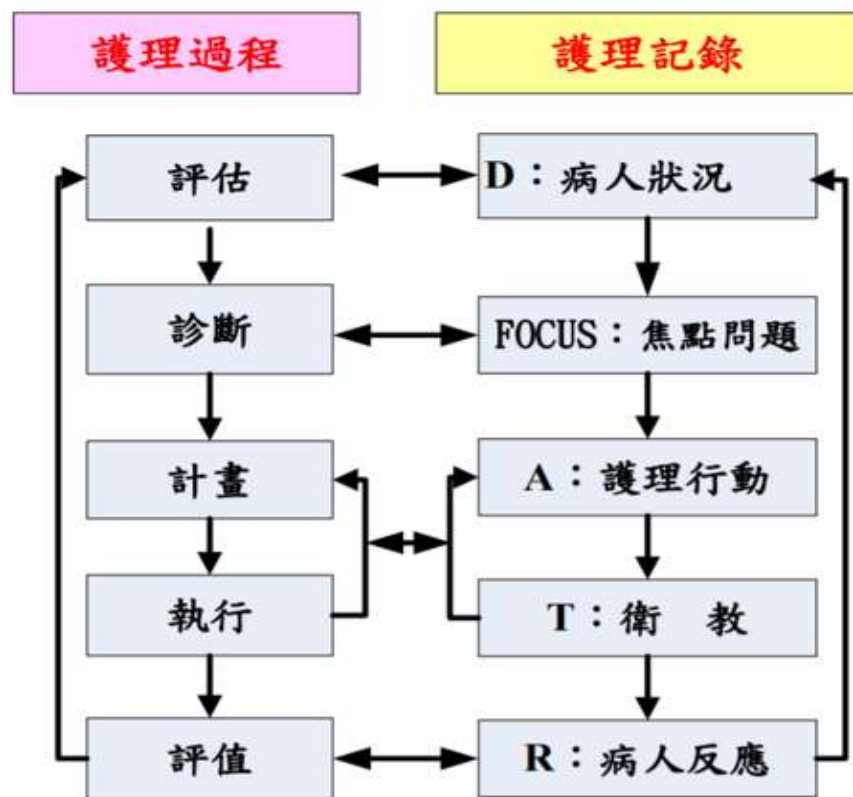 護理過程
護理記錄
評估
D：病人狀況
診斷
FOCUS：焦點問題
計畫
A：護理行動
執行
T：衛　教
評值
R：病人反應